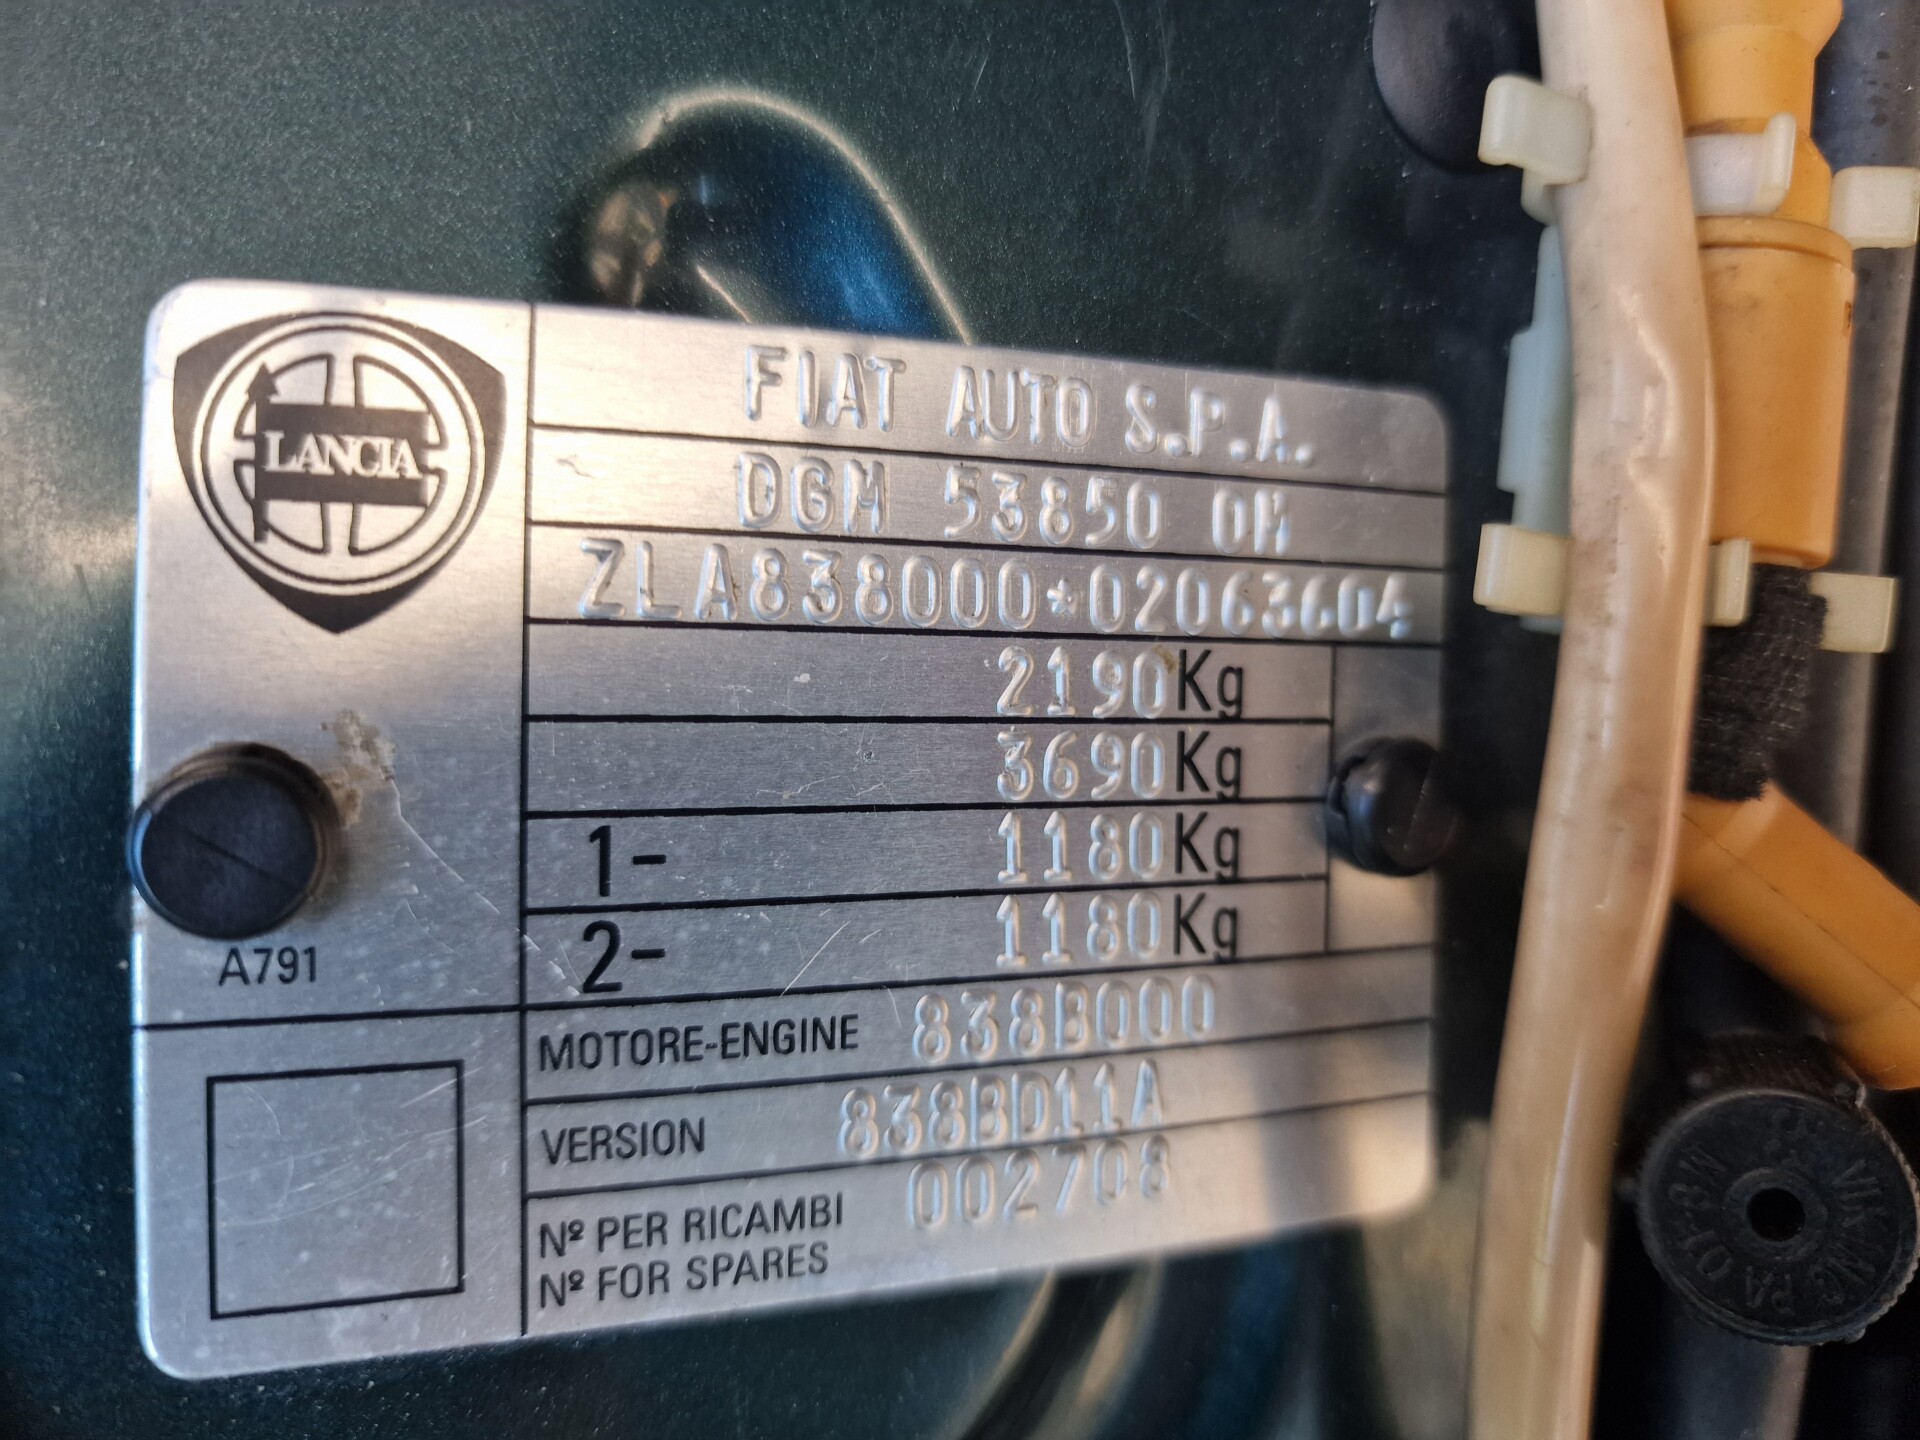 LANCIA
FIAT AUTO S.P.A.
DGM 53850 OM
ZLA838000*02063604
2190Kg
3690Kg
1- 1180Kg
2- 1180Kg
A791
MOTORE-ENGINE 838B000
VERSION 838BD11A
Nº PER RICAMBI 002708
Nº FOR SPARES